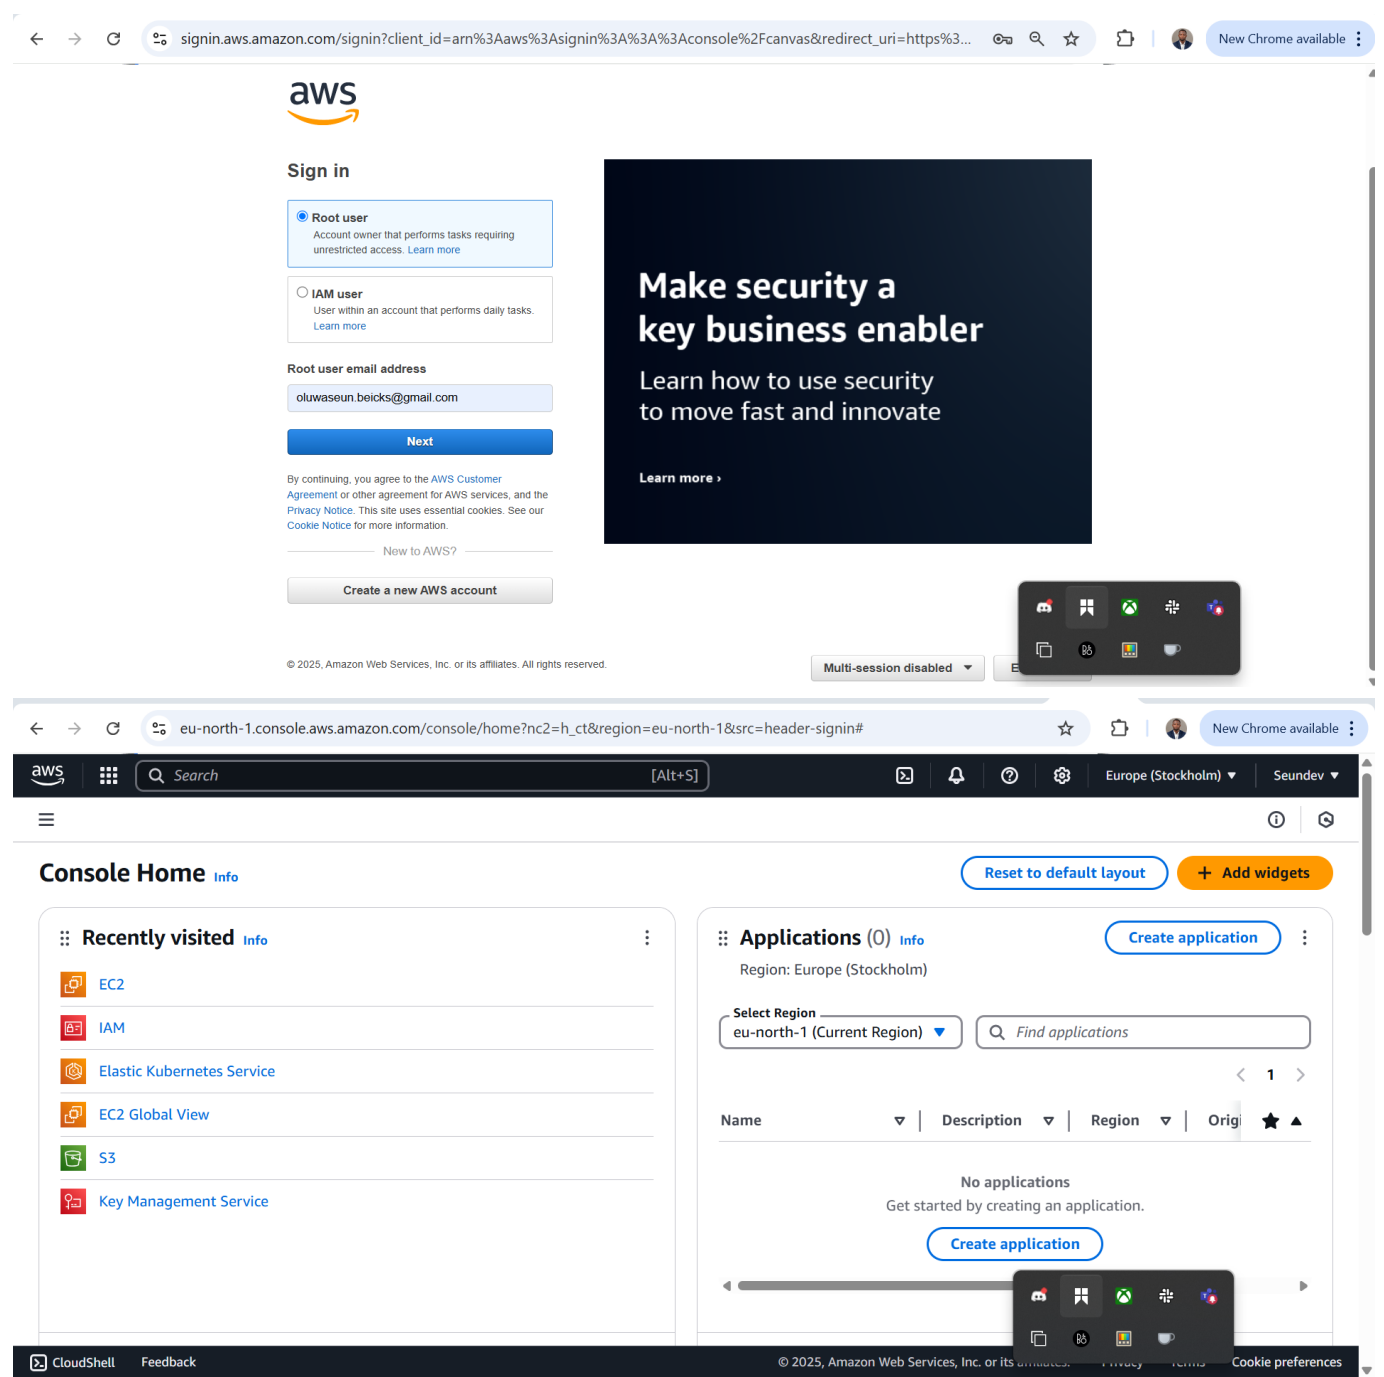 signin.aws.amazon.com/signin?client_id=arn%3Aaws%3Asignin%3A%3A%3Aconsole%2Fcanvas&redirect_uri=https%3...
New Chrome available
aws
Sign in
Root user
Account owner that performs tasks requiring
unrestricted access. Learn more
IAM user
User within an account that performs daily tasks.
Learn more
Root user email address
oluwaseun.beicks@gmail.com
Next
By continuing, you agree to the AWS Customer
Agreement or other agreement for AWS services, and the
Privacy Notice. This site uses essential cookies. See our
Cookie Notice for more information.
New to AWS?
Create a new AWS account
Make security a
key business enabler
Learn how to use security
to move fast and innovate
Learn more ›
© 2025, Amazon Web Services, Inc. or its affiliates. All rights reserved.
Multi-session disabled
eu-north-1.console.aws.amazon.com/console/home?nc2=h_ct&region=eu-north-1&src=header-signin#
New Chrome available
aws
Search
[Alt+S]
Europe (Stockholm)
Seundev
Console Home Info
Reset to default layout
+ Add widgets
Recently visited Info
EC2
IAM
Elastic Kubernetes Service
EC2 Global View
S3
Key Management Service
Applications (0) Info
Create application
Region: Europe (Stockholm)
Select Region
eu-north-1 (Current Region)
Find applications
1
Name
Description
Region
Origi
No applications
Get started by creating an application.
Create application
CloudShell
Feedback
© 2025, Amazon Web Services, Inc. or its affiliates.
Privacy
Terms
Cookie preferences